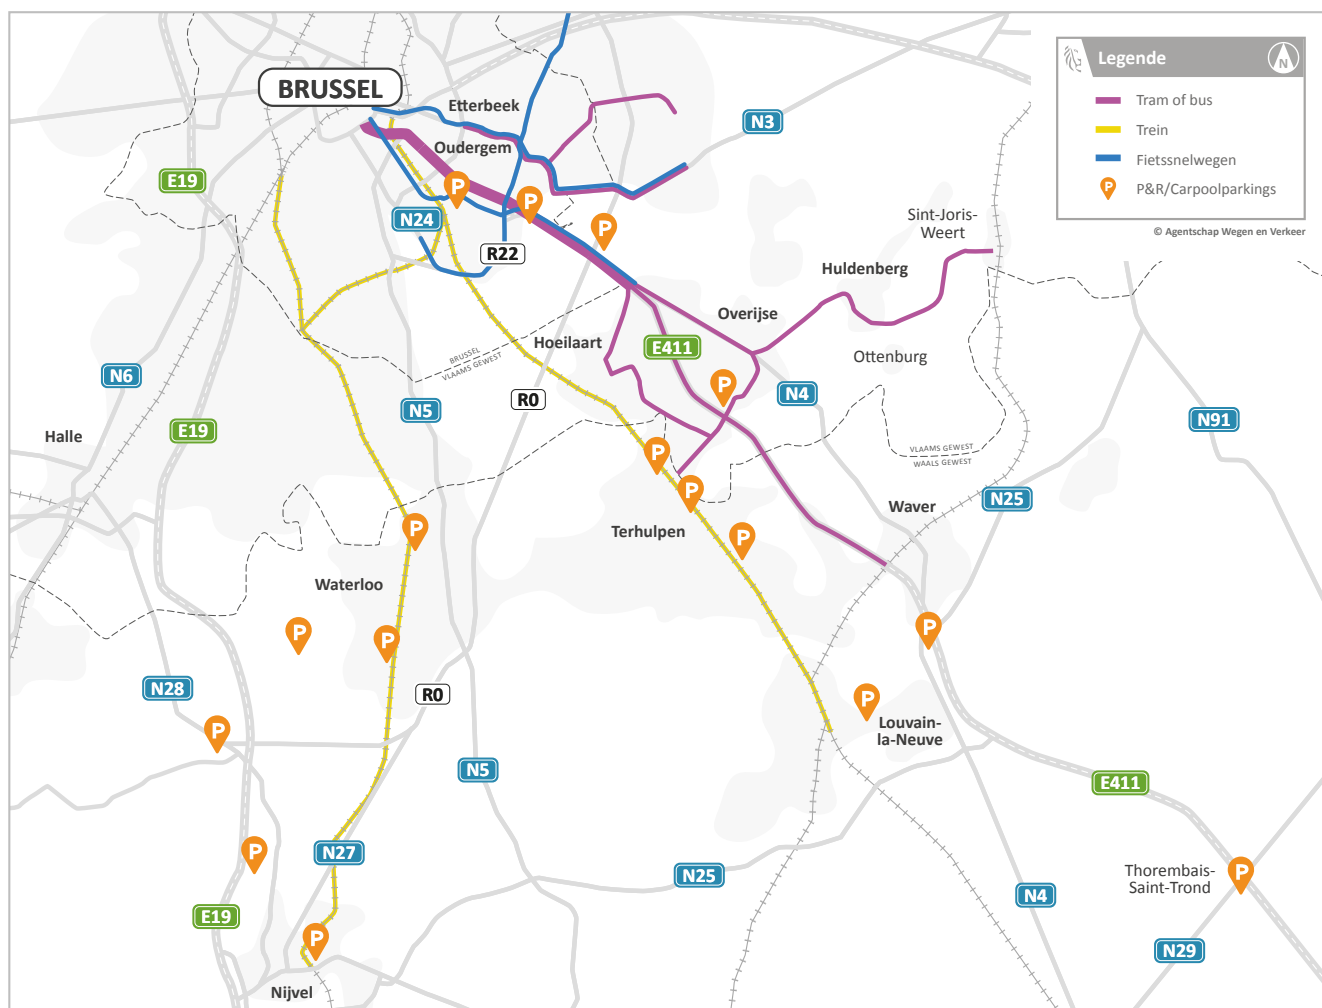 BRUSSEL
Etterbeek
Oudergem
N3
E19
N24
R22
Legende
N
Tram of bus
Trein
Fietssnelwegen
P
P&R/Carpoolparkings
© Agentschap Wegen en Verkeer
P
P
P
Sint-Joris-
Weert
Huldenberg
Overijse
Hoeilaart
E411
Ottenburg
BRUSSEL
VLAAMS GEWEST
N6
N5
R0
P
N4
N91
E19
Halle
VLAAMS GEWEST
WAALS GEWEST
P
P
N25
Waver
Terhulpen
P
P
Waterloo
P
P
P
N28
R0
P
Louvain-
la-Neuve
P
N5
E411
P
N27
N25
Thorembais-
Saint-Trond
P
N4
E19
P
N29
Nijvel